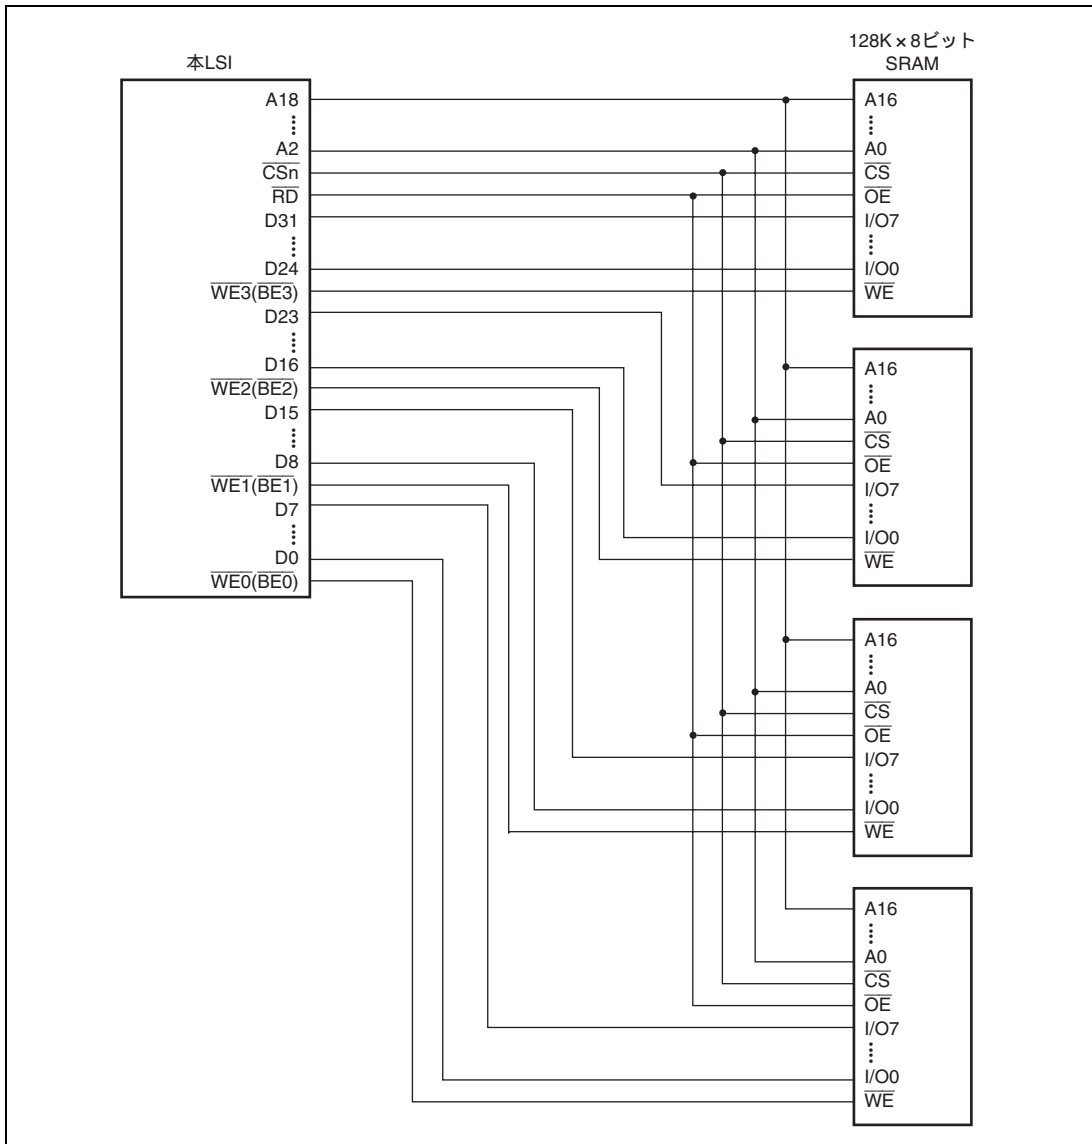 本LSI
A18
A2
CSn
RD
D31
D24
WE3(BE3)
D23
D16
WE2(BE2)
D15
D8
WE1(BE1)
D7
D0
WE0(BE0)
128K×8ビット
SRAM
A16
A0
CS
OE
I/O7
I/O0
WE
A16
A0
CS
OE
I/O7
I/O0
WE
A16
A0
CS
OE
I/O7
I/O0
WE
A16
A0
CS
OE
I/O7
I/O0
WE